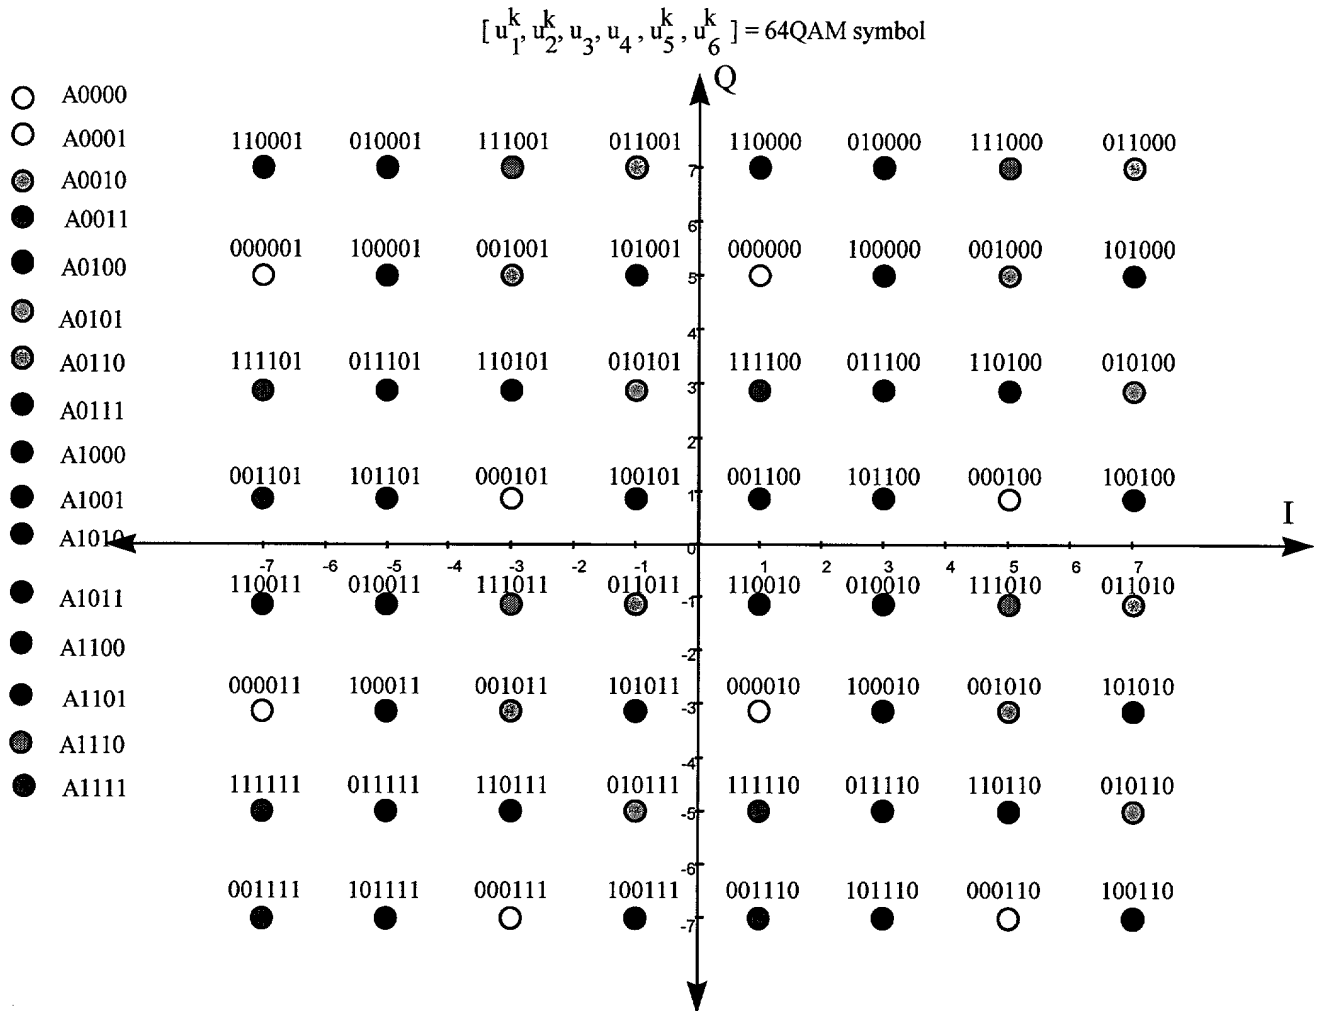 [ u₁ᵏ, u₂ᵏ, u₃, u₄, u₅ᵏ, u₆ᵏ ] = 64QAM symbol
Q
A0000
A0001
A0010
A0011
A0100
A0101
A0110
A0111
A1000
A1001
A1010
A1011
A1100
A1101
A1110
A1111
110001 010001 111001 011001 110000 010000 111000 011000
7
6
000001 100001 001001 101001 000000 100000 001000 101000
5
4
111101 011101 110101 010101 111100 011100 110100 010100
3
2
001101 101101 000101 100101 001100 101100 000100 100100
1
I
0
-7 -6 -5 -4 -3 -2 -1 1 2 3 4 5 6 7
110011 010011 111011 011011 110010 010010 111010 011010
-1
-2
000011 100011 001011 101011 000010 100010 001010 101010
-3
-4
111111 011111 110111 010111 111110 011110 110110 010110
-5
-6
001111 101111 000111 100111 001110 101110 000110 100110
-7